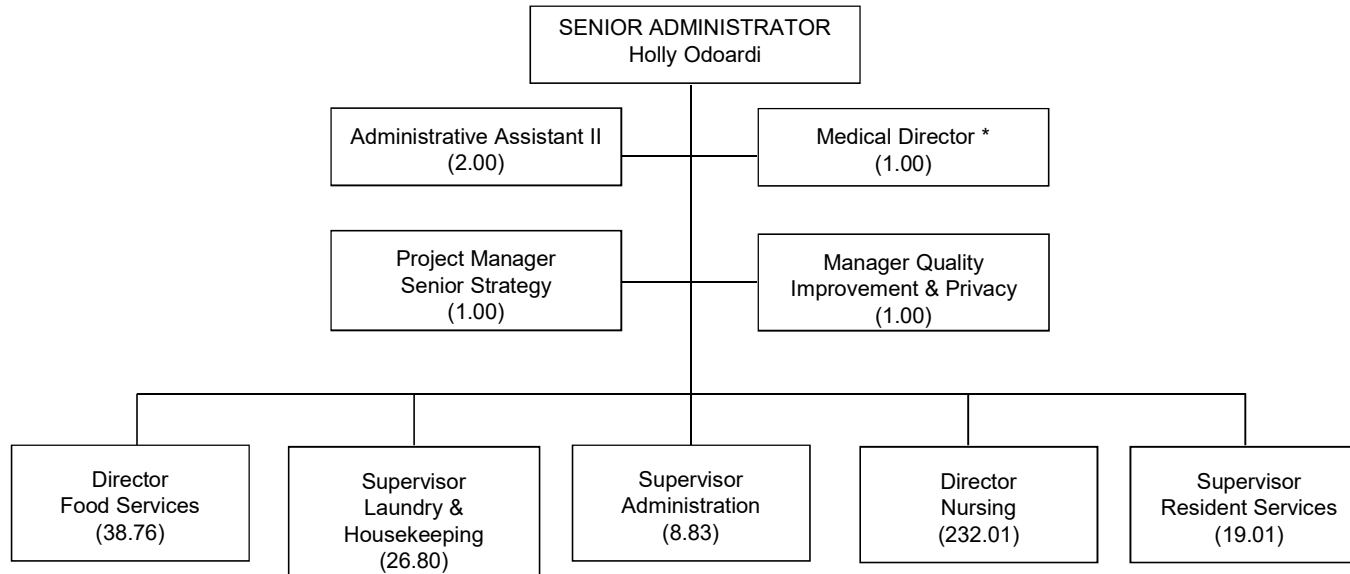 SENIOR ADMINISTRATOR
Holly Odoardi
Administrative Assistant II
(2.00)
Medical Director *
(1.00)
Project Manager
Senior Strategy
(1.00)
Manager Quality
Improvement & Privacy
(1.00)
Director
Food Services
(38.76)
Supervisor
Laundry &
Housekeeping
(26.80)
Supervisor
Administration
(8.83)
Director
Nursing
(232.01)
Supervisor
Resident Services
(19.01)